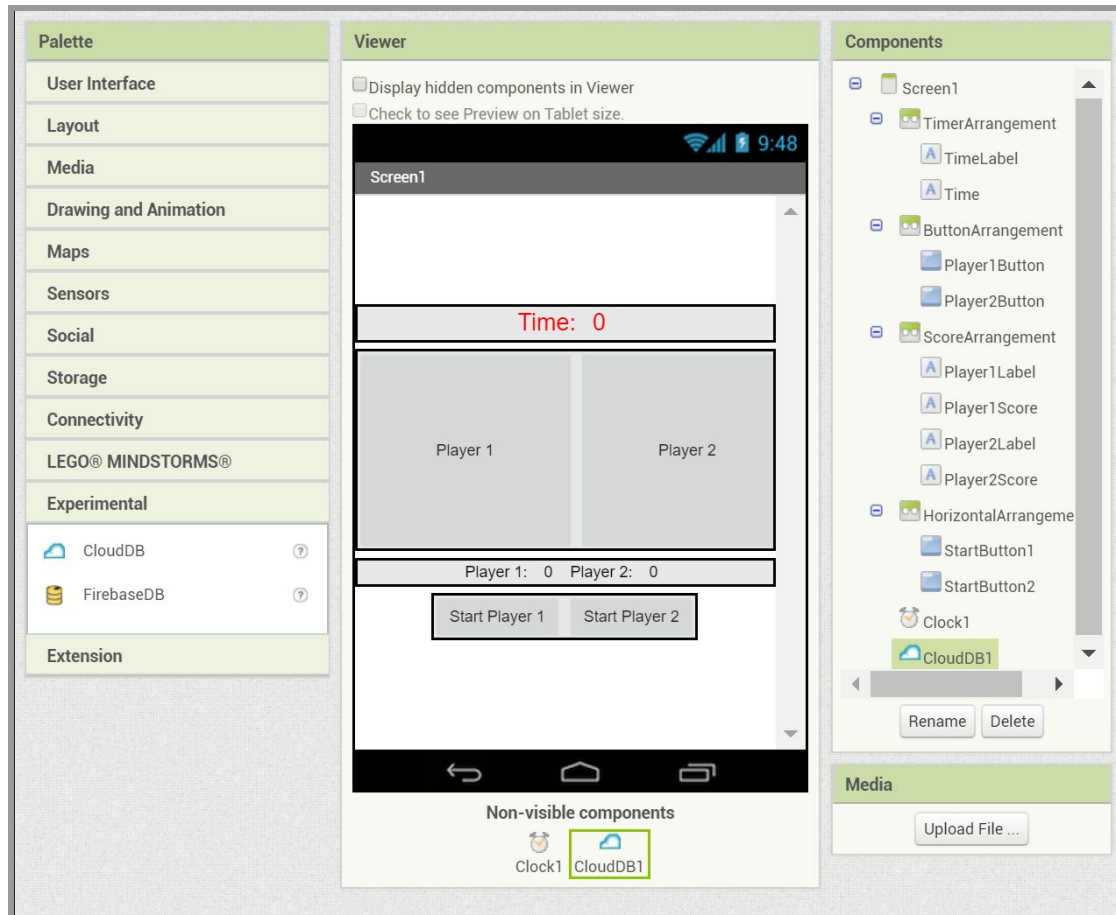 Palette
User Interface
Layout
Media
Drawing and Animation
Maps
Sensors
Social
Storage
Connectivity
LEGO® MINDSTORMS®
Experimental
CloudDB ?
FirebaseDB ?
Extension
Viewer
Display hidden components in Viewer
Check to see Preview on Tablet size.
9:48
Screen1
Time: 0
Player 1 Player 2
Player 1: 0 Player 2: 0
Start Player 1 Start Player 2
Non-visible components
Clock1 CloudDB1
Components
Screen1
TimerArrangement
A TimeLabel
A Time
ButtonArrangement
Player1Button
Player2Button
ScoreArrangement
A Player1Label
A Player1Score
A Player2Label
A Player2Score
HorizontalArrangeme
StartButton1
StartButton2
Clock1
CloudDB1
Rename Delete
Media
Upload File ...